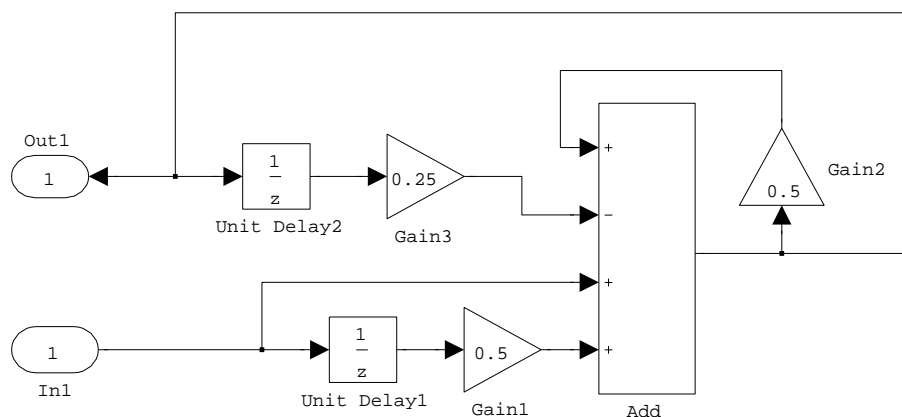 Out1
1
1
z
Unit Delay2
0.25
Gain3
+
−
+
+
0.5
Gain2
1
In1
1
z
Unit Delay1
0.5
Gain1
Add